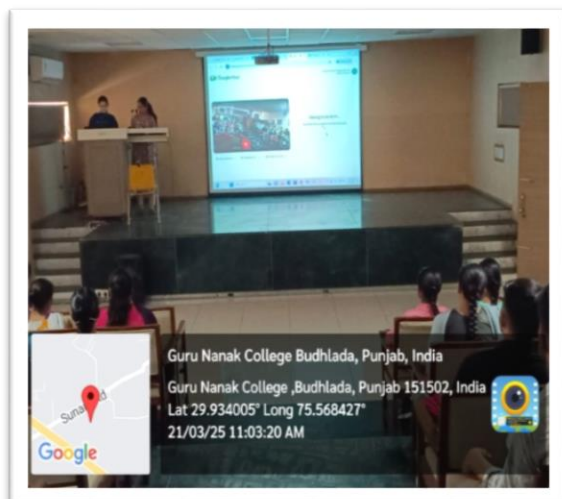 Guru Nanak College Budhlada, Punjab, India
Guru Nanak College ,Budhlada, Punjab 151502, India
Lat 29.934005° Long 75.568427°
21/03/25 11:03:20 AM
Google